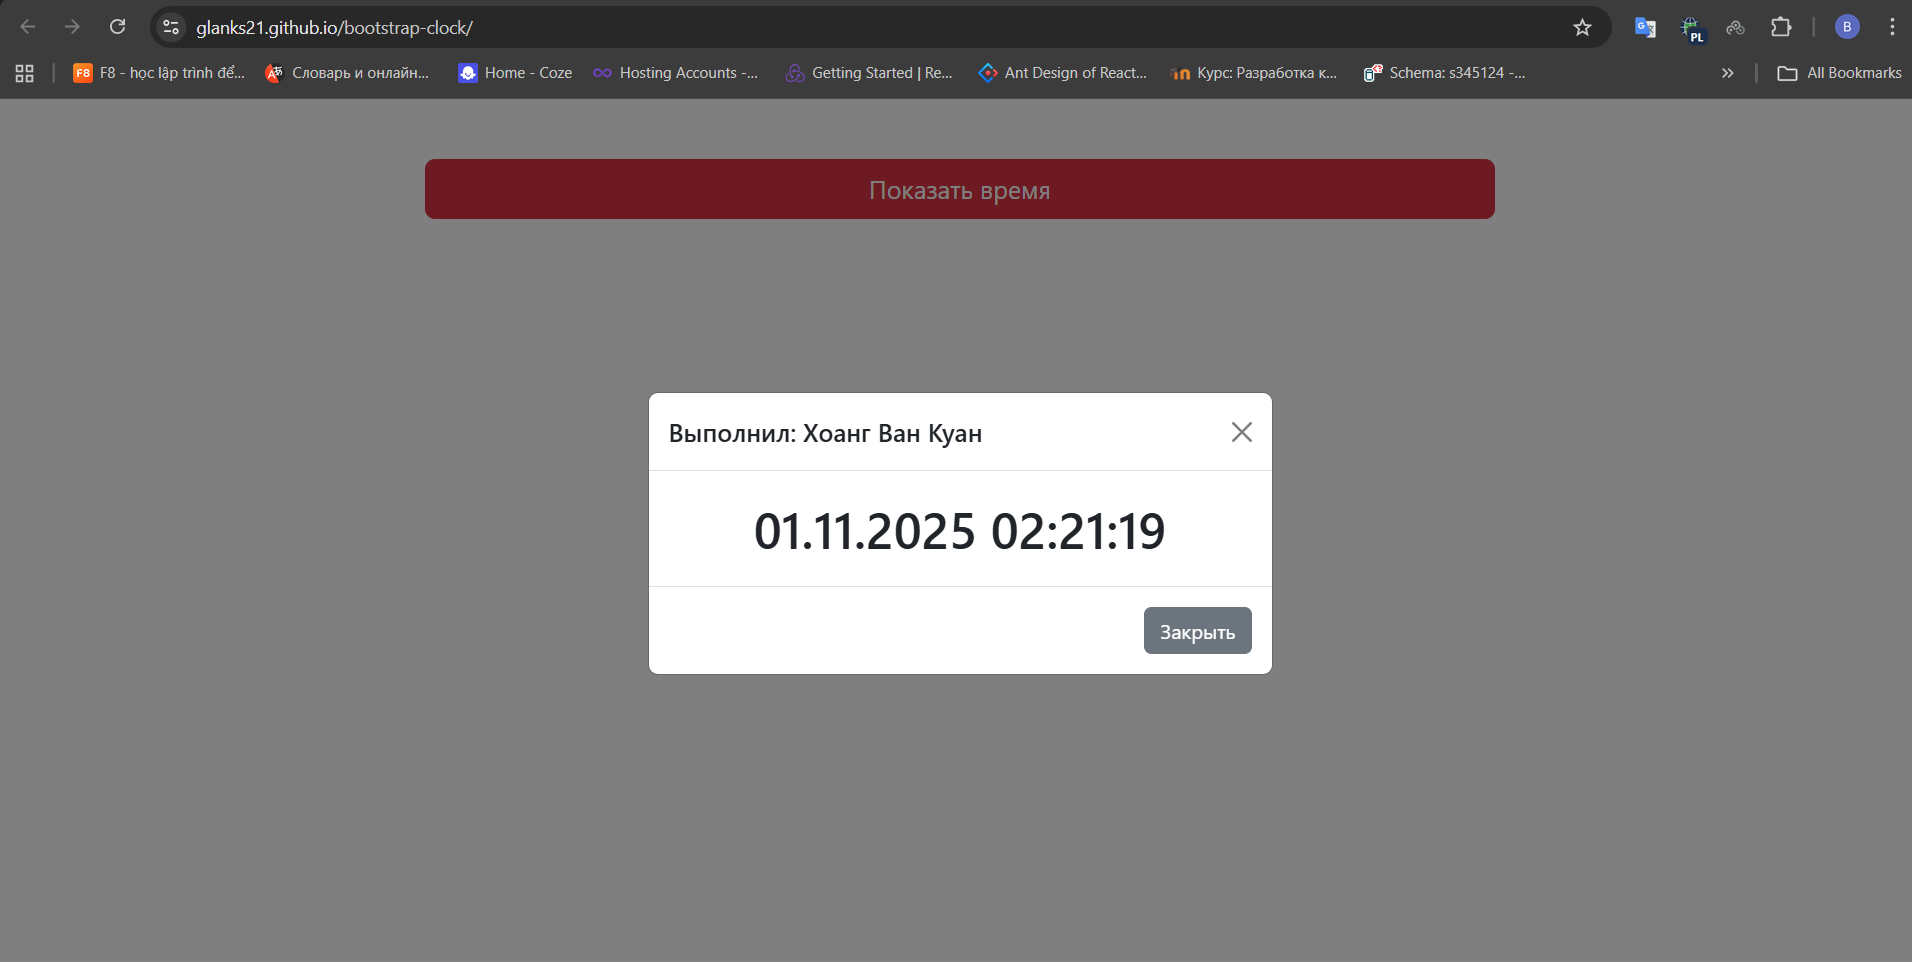 glanks21.github.io/bootstrap-clock/
PL
B
F8 F8 - học lập trình để...
Словарь и онлайн...
Home - Coze
Hosting Accounts -...
Getting Started | Re...
Ant Design of React...
Курс: Разработка к...
Schema: s345124 -...
All Bookmarks
Показать время
Выполнил: Хоанг Ван Куан
01.11.2025 02:21:19
Закрыть